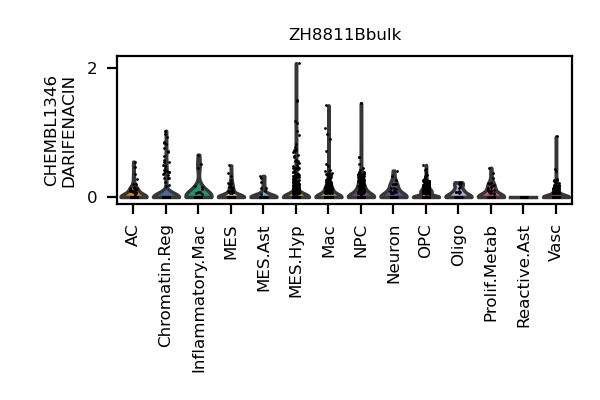 ZH8811Bbulk
CHEMBL1346
DARIFENACIN
2
0
AC
Chromatin.Reg
Inflammatory.Mac
MES
MES.Ast
MES.Hyp
Mac
NPC
Neuron
OPC
Oligo
Prolif.Metab
Reactive.Ast
Vasc